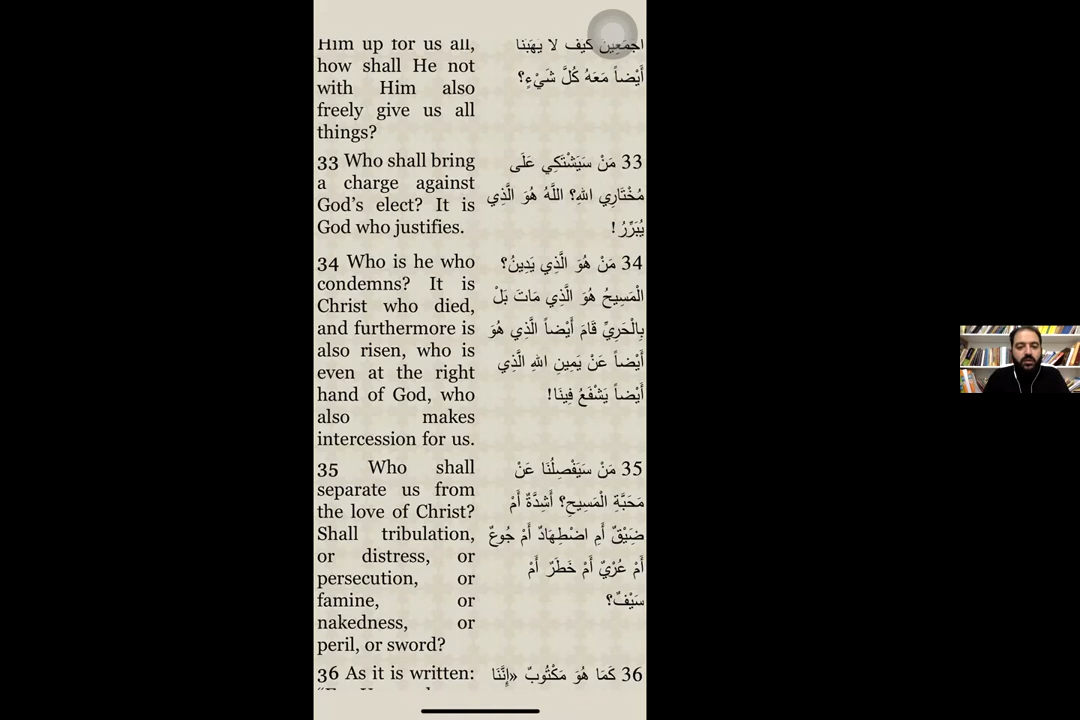 Him up for us all,
how shall He not
with Him also
freely give us all
things?
33 Who shall bring
a charge against
God’s elect? It is
God who justifies.
34 Who is he who
condemns? It is
Christ who died,
and furthermore is
also risen, who is
even at the right
hand of God, who
also makes
intercession for us.
35 Who shall
separate us from
the love of Christ?
Shall tribulation,
or distress, or
persecution, or
famine, or
nakedness, or
peril, or sword?
36 As it is written:
أَجْمَعِينَ كَيْفَ لاَ يَهَبُنَا
أَيْضاً مَعَهُ كُلَّ شَيْءٍ؟
33 مَنْ سَيَشْتَكِي عَلَى
مُخْتَارِي اللهِ؟ اللَّهُ هُوَ الَّذِي
يُبَرِّرُ!
34 مَنْ هُوَ الَّذِي يَدِينُ؟
الْمَسِيحُ هُوَ الَّذِي مَاتَ بَلْ
بِالْحَرِيِّ قَامَ أَيْضاً الَّذِي هُوَ
أَيْضاً عَنْ يَمِينِ اللهِ الَّذِي
أَيْضاً يَشْفَعُ فِينَا!
35 مَنْ سَيَفْصِلُنَا عَنْ
مَحَبَّةِ الْمَسِيحِ؟ أَشِدَّةٌ أَمْ
ضِيْقٌ أَمِ اضْطِهَادٌ أَمْ جُوعٌ
أَمْ عُرْيٌ أَمْ خَطَرٌ أَمْ
سَيْفٌ؟
36 كَمَا هُوَ مَكْتُوبٌ «إِنَّنَا